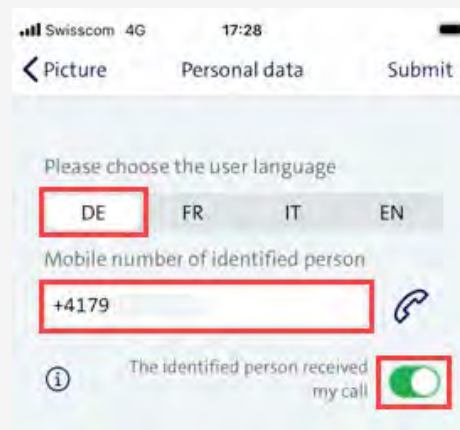 Swisscom 4G 17:28
Picture Personal data Submit
Please choose the user language
DE FR IT EN
Mobile number of identified person
+4179
The identified person received
my call